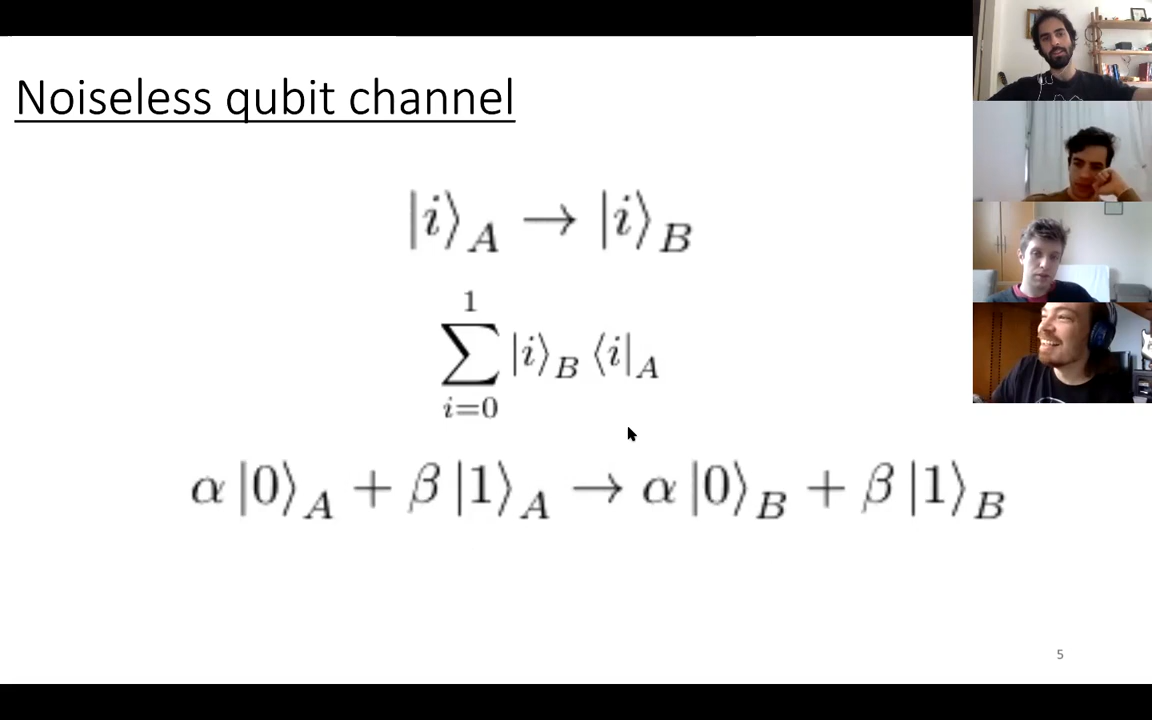 Noiseless qubit channel
|i⟩_A → |i⟩_B
∑_{i=0}^{1} |i⟩_B ⟨i|_A
α|0⟩_A + β|1⟩_A → α|0⟩_B + β|1⟩_B
5